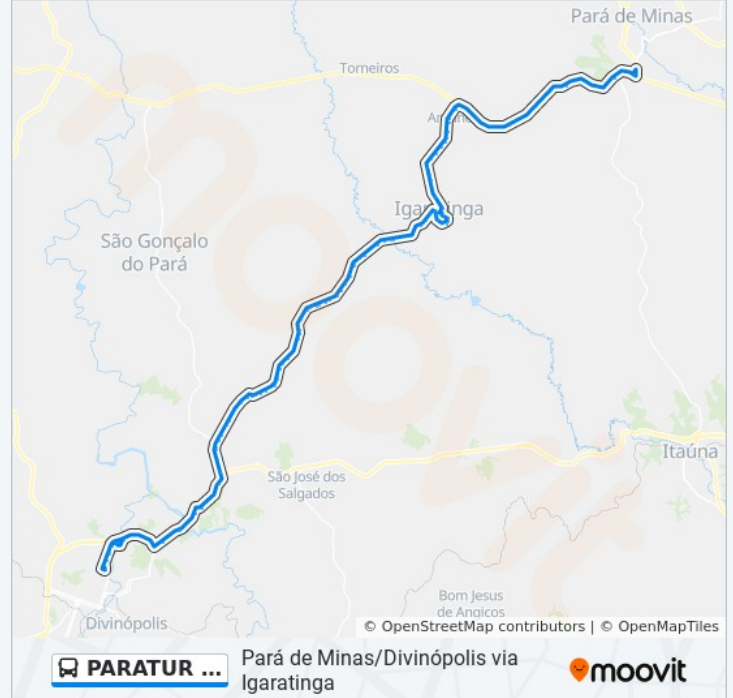 Pará de Minas
Torneiros
Igaratinga
São Gonçalo
do Pará
Itaúna
São José dos
Salgados
Bom Jesus
de Angicos
Divinópolis
© OpenStreetMap contributors | © OpenMapTiles
PARATUR ...
Pará de Minas/Divinópolis via
Igaratinga
moovit
moovit